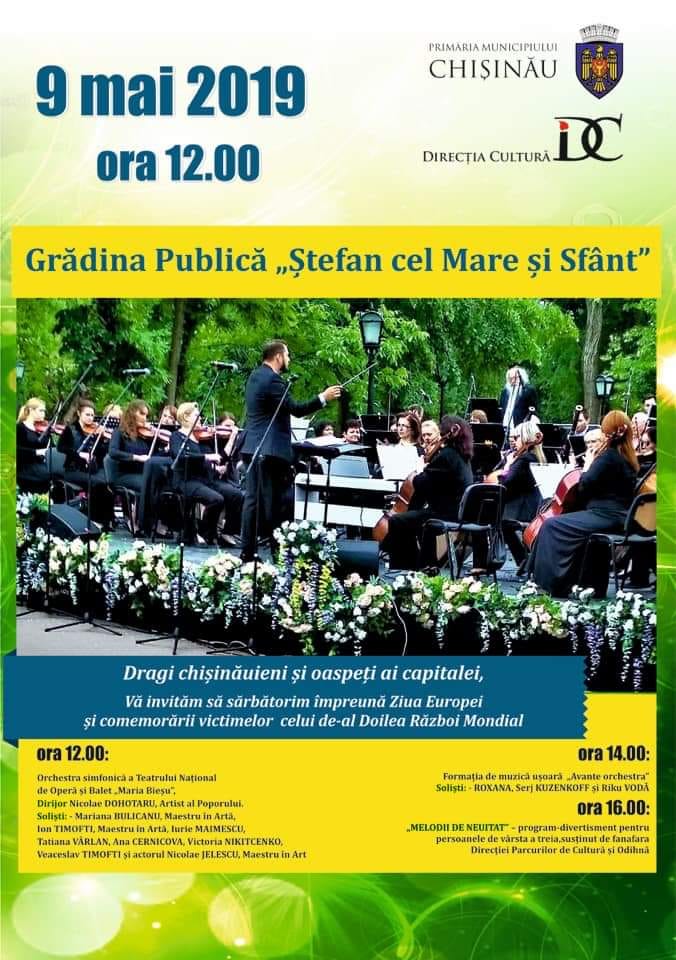 PRIMĂRIA MUNICIPIULUI
CHIȘINĂU
9 mai 2019
ora 12.00
DIRECȚIA CULTURĂ DC
Grădina Publică „Ștefan cel Mare și Sfânt”
Dragi chișinăuieni și oaspeți ai capitalei,
Vă invităm să sărbătorim împreună Ziua Europei
și comemorării victimelor celui de-al Doilea Război Mondial
ora 12.00:
Orchestra simfonică a Teatrului Național
de Operă și Balet „Maria Bieșu”,
Dirijor Nicolae DOHOTARU, Artist al Poporului.
Soliști: - Mariana BULICANU, Maestru în Artă,
Ion TIMOFTI, Maestru în Artă, Iurie MAIMESCU,
Tatiana VÂRLAN, Ana CERNICOVA, Victoria NIKITCENKO,
Veaceslav TIMOFTI și actorul Nicolae JELESCU, Maestru în Art
ora 14.00:
Formația de muzică ușoară „Avante orchestra”
Soliști: - ROXANA, Serj KUZENKOFF și Riku VODĂ
ora 16.00:
„MELODII DE NEUITAT” – program-divertisment pentru
persoanele de vârsta a treia,susținut de fanafara
Direcției Parcurilor de Cultură și Odihnă